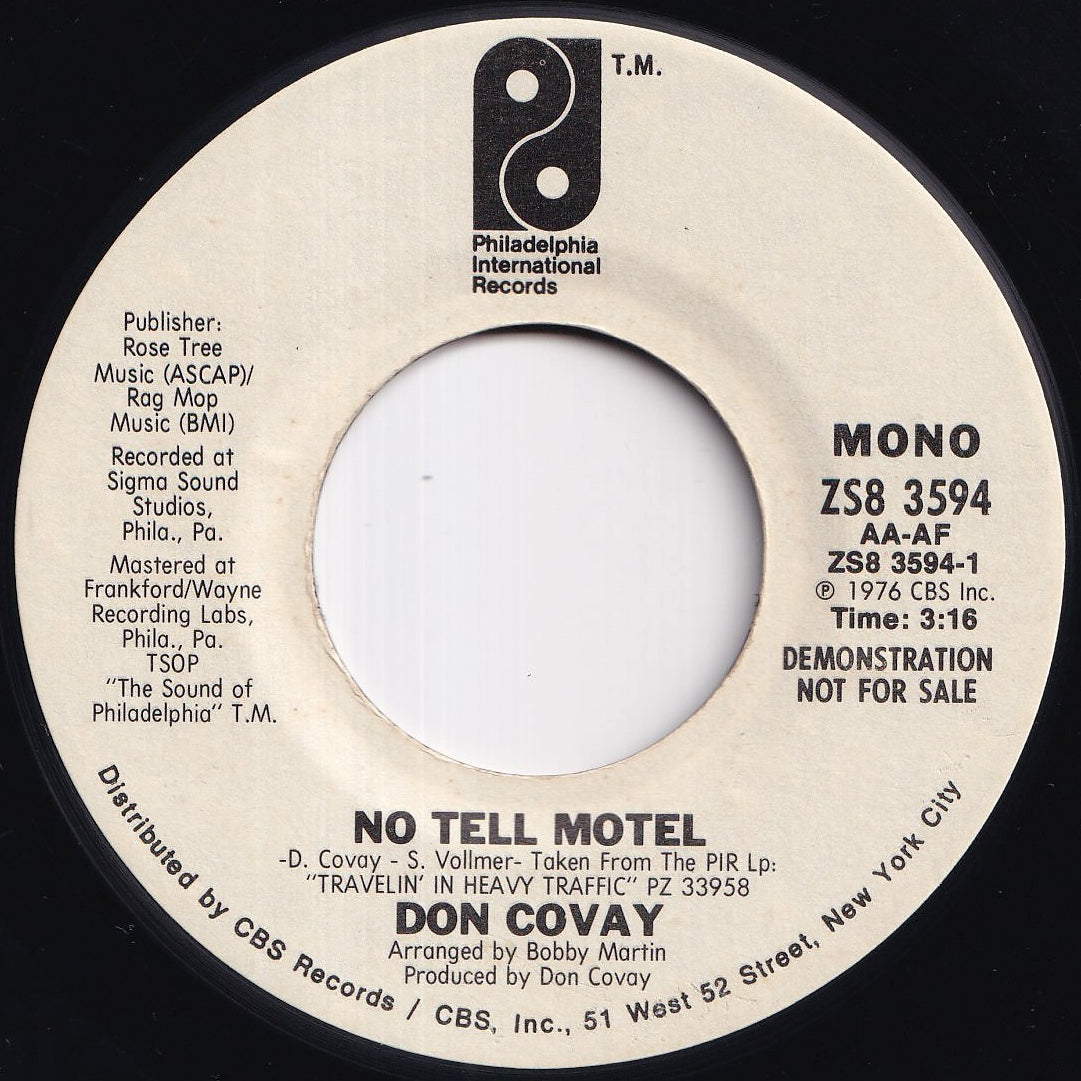 T.M.
Philadelphia
International
Records
Publisher:
Rose Tree
Music (ASCAP)/
Rag Mop
Music (BMI)
Recorded at
Sigma Sound
Studios,
Phila., Pa.
Mastered at
Frankford/Wayne
Recording Labs,
Phila., Pa.
TSOP
"The Sound of
Philadelphia" T.M.
MONO
ZS8 3594
AA-AF
ZS8 3594-1
℗ 1976 CBS Inc.
Time: 3:16
DEMONSTRATION
NOT FOR SALE
NO TELL MOTEL
-D. Covay - S. Vollmer- Taken From The PIR Lp:
"TRAVELIN' IN HEAVY TRAFFIC" PZ 33958
DON COVAY
Arranged by Bobby Martin
Produced by Don Covay
Distributed by CBS Records / CBS, Inc., 51 West 52 Street, New York City